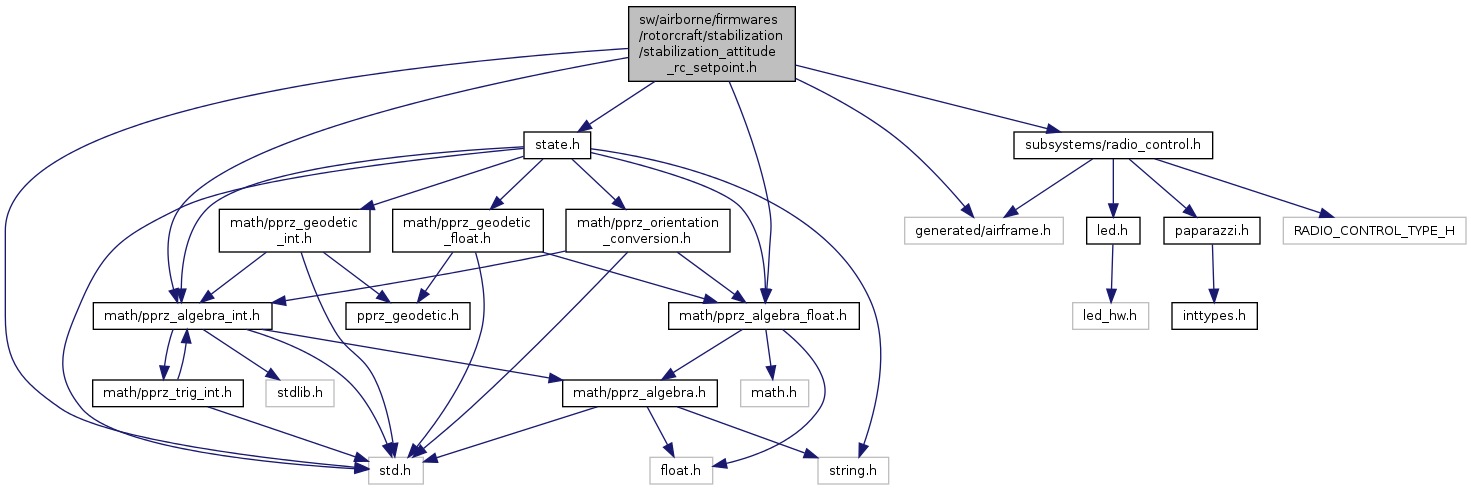 sw/airborne/firmwares
/rotorcraft/stabilization
/stabilization_attitude
_rc_setpoint.h
state.h
subsystems/radio_control.h
math/pprz_geodetic
_int.h
math/pprz_geodetic
_float.h
math/pprz_orientation
_conversion.h
generated/airframe.h
led.h
paparazzi.h
RADIO_CONTROL_TYPE_H
math/pprz_algebra_int.h
pprz_geodetic.h
math/pprz_algebra_float.h
led_hw.h
inttypes.h
math/pprz_trig_int.h
stdlib.h
math/pprz_algebra.h
math.h
std.h
float.h
string.h